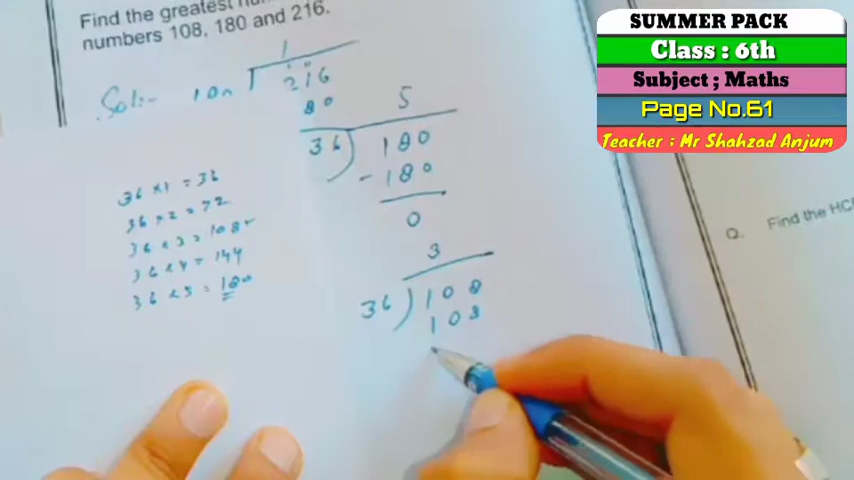 Find the greatest
numbers 108, 180 and 216.
Sol:-
1
216
80
5
36 ) 180
- 180
0
36 × 1 = 36
36 × 2 = 72
36 × 3 = 108
36 × 4 = 144
36 × 5 = 180
3
36 ) 108
108
SUMMER PACK
Class : 6th
Subject ; Maths
Page No.61
Teacher : Mr Shahzad Anjum
Q. Find the HCF